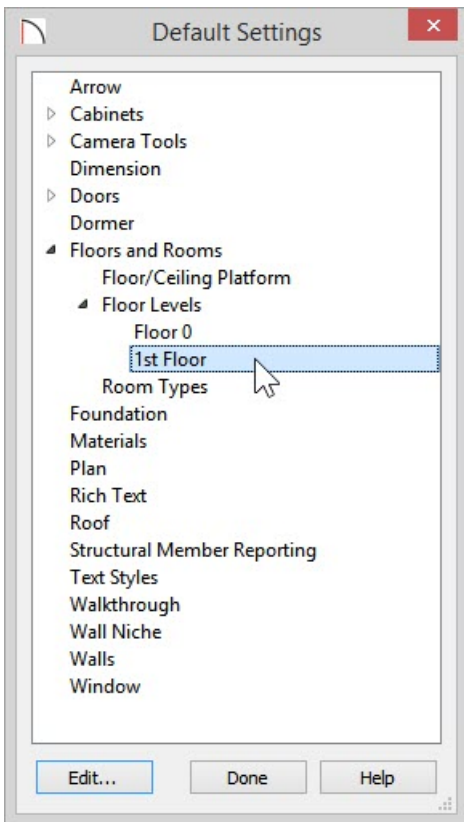 Default Settings
Arrow
Cabinets
Camera Tools
Dimension
Doors
Dormer
Floors and Rooms
Floor/Ceiling Platform
Floor Levels
Floor 0
1st Floor
Room Types
Foundation
Materials
Plan
Rich Text
Roof
Structural Member Reporting
Text Styles
Walkthrough
Wall Niche
Walls
Window
Edit... Done Help